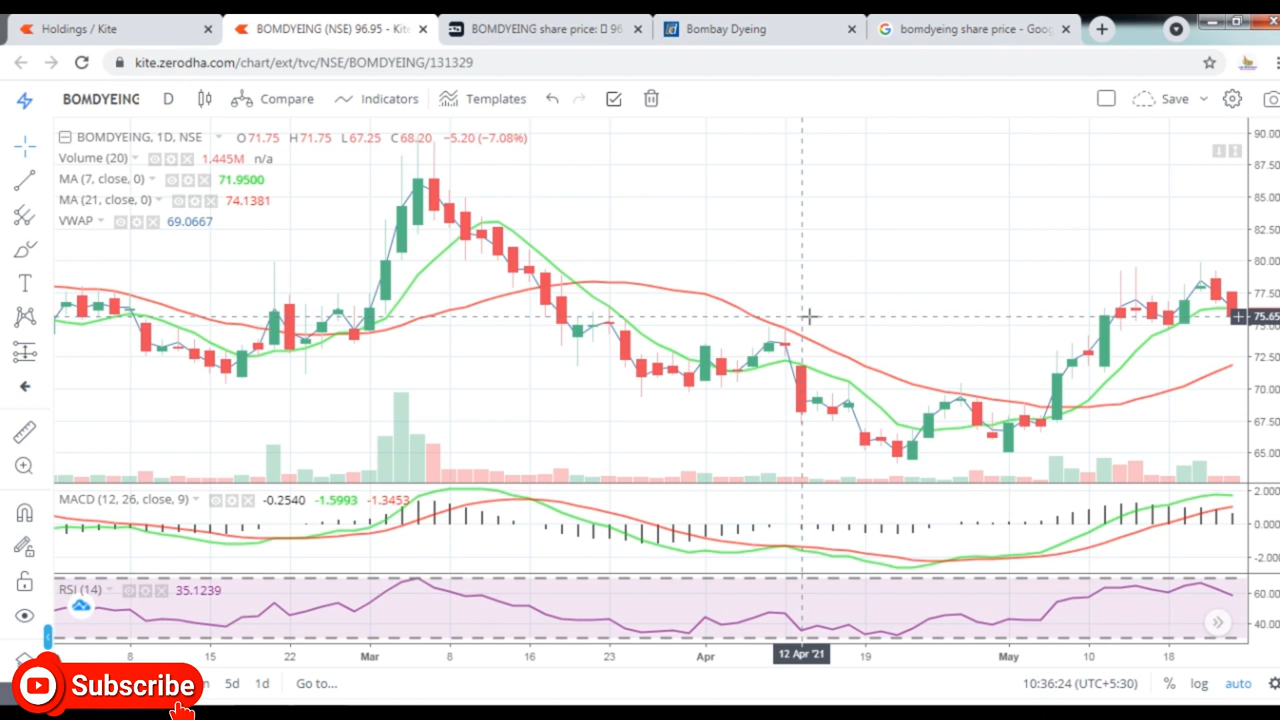 Holdings / Kite
BOMDYEING (NSE) 96.95 - Kite
BOMDYEING share price:
Bombay Dyeing
bomdyeing share price - Goog
kite.zerodha.com/chart/ext/tvc/NSE/BOMDYEING/131329
BOMDYEING D Compare Indicators Templates Save
BOMDYEING, 1D, NSE O71.75 H71.75 L67.25 C68.20 −5.20 (−7.08%)
Volume (20) 1.445M n/a
MA (7, close, 0) 71.9500
MA (21, close, 0) 74.1381
VWAP 69.0667
90.00
87.50
85.00
82.50
80.00
77.50
75.65
72.50
70.00
67.50
65.00
MACD (12, 26, close, 9) -0.2540 -1.5993 -1.3453
2.000
0.000
-2.000
RSI (14) 35.1239
60.00
40.00
8 15 22 Mar 8 16 23 Apr 12 Apr '21 19 May 10 18
Subscribe
5d 1d Go to... 10:36:24 (UTC+5:30) % log auto